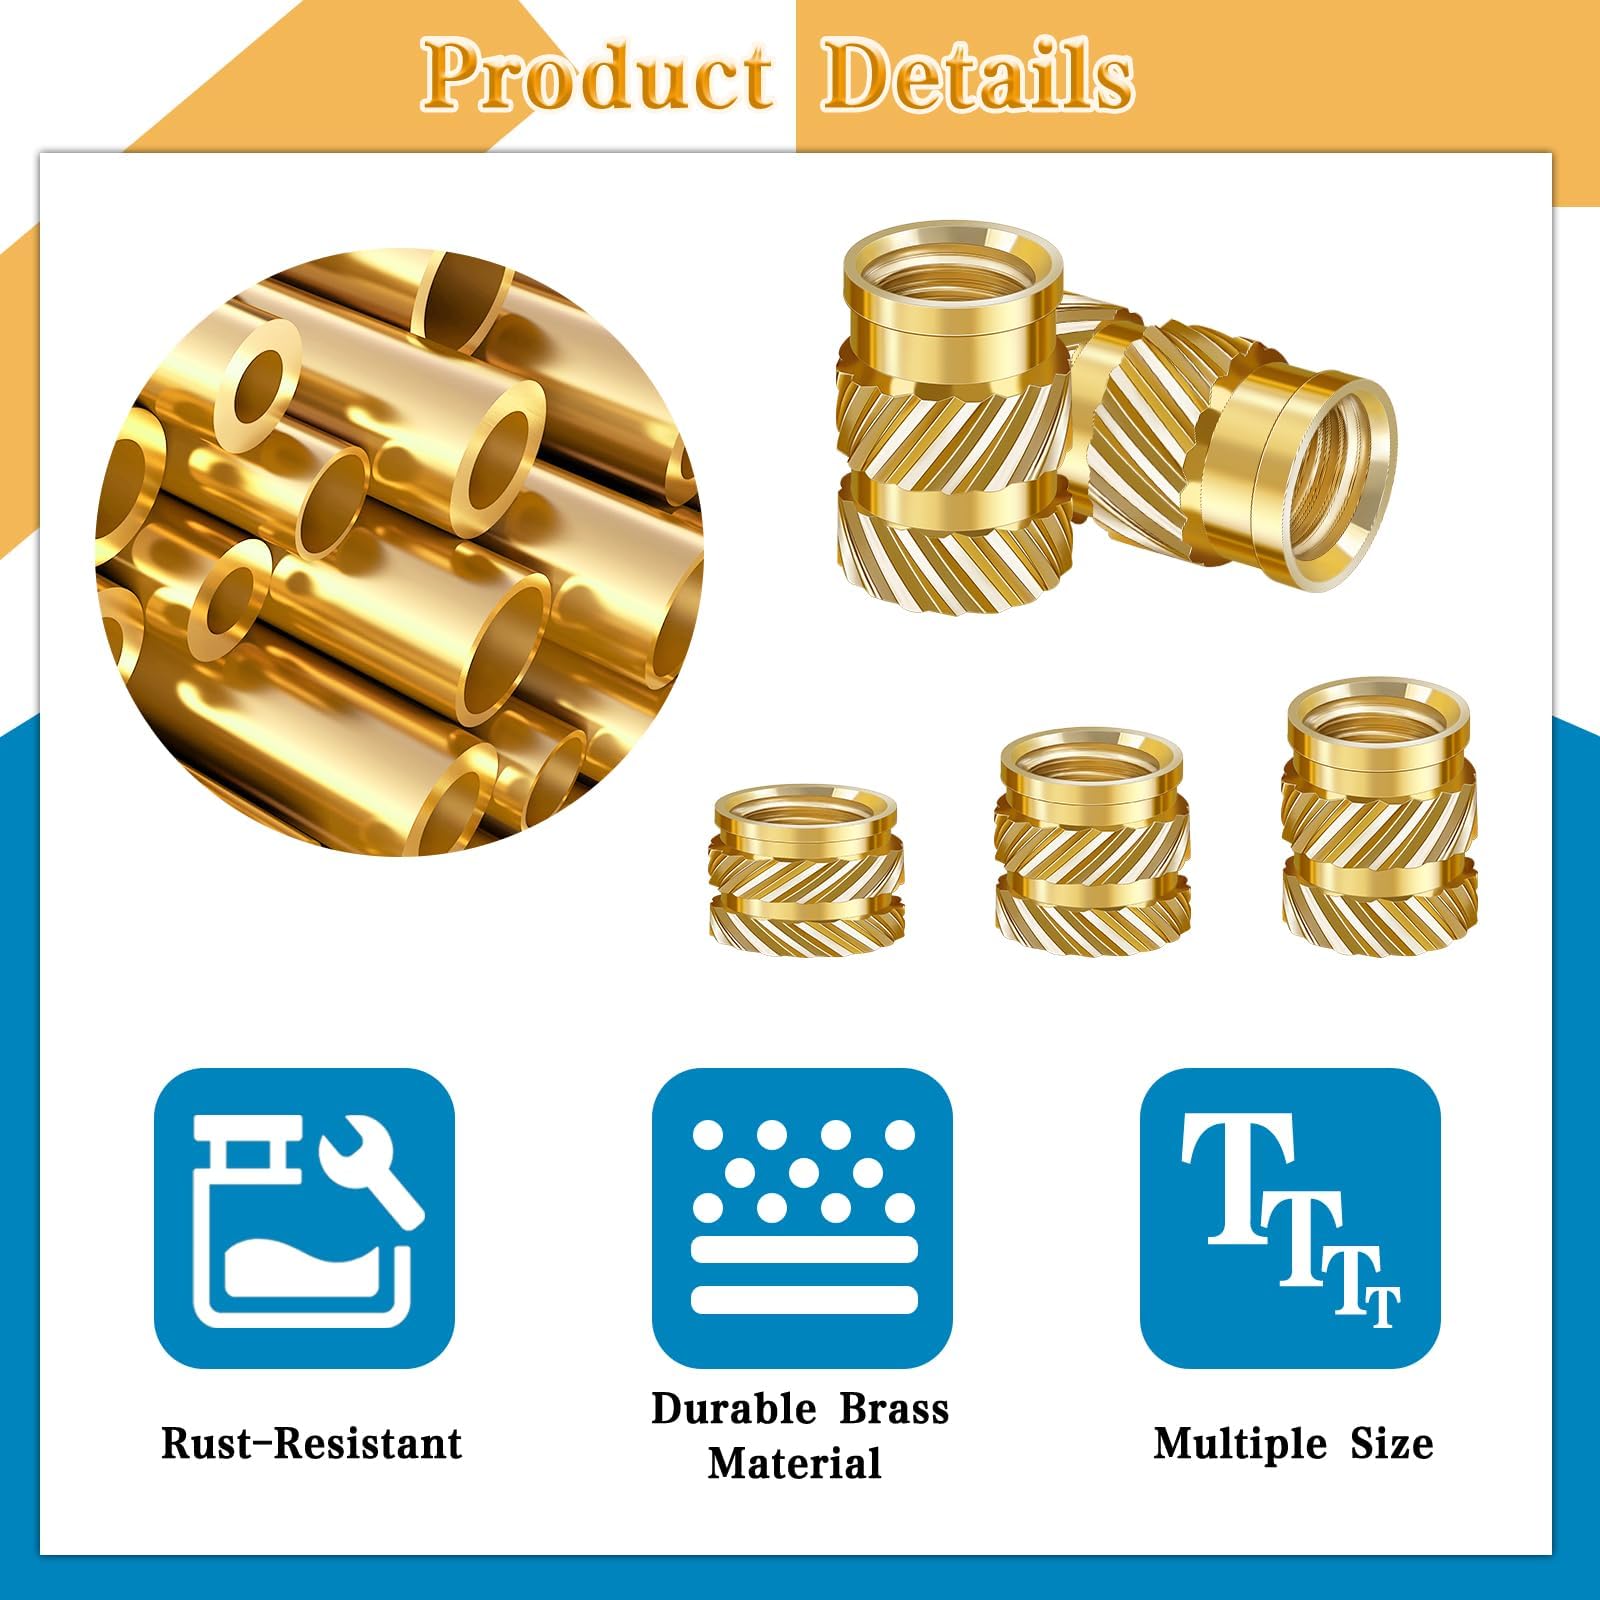 Product Details
T
T
T
T
Rust-Resistant
Durable Brass
Material
Multiple Size